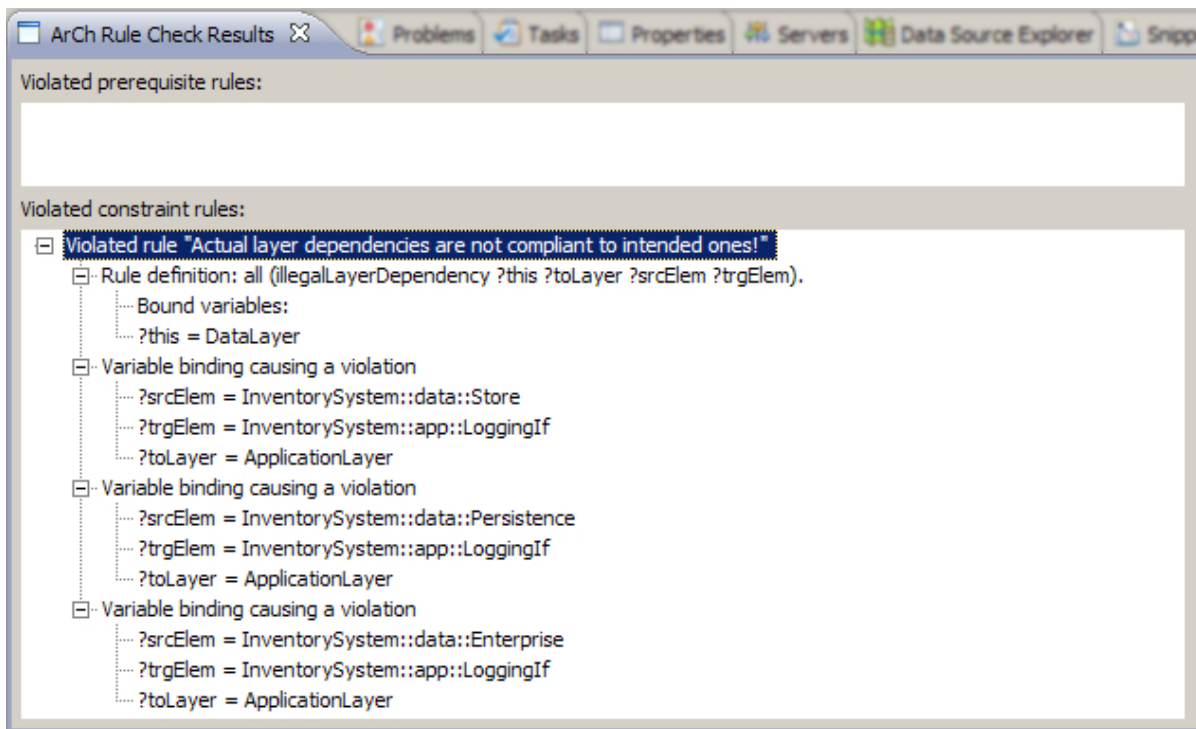 ArCh Rule Check Results Problems Tasks Properties Servers Data Source Explorer Snipp
Violated prerequisite rules:
Violated constraint rules:
Violated rule "Actual layer dependencies are not compliant to intended ones!"
Rule definition: all (illegalLayerDependency ?this ?toLayer ?srcElem ?trgElem).
Bound variables:
?this = DataLayer
Variable binding causing a violation
?srcElem = InventorySystem::data::Store
?trgElem = InventorySystem::app::LoggingIf
?toLayer = ApplicationLayer
Variable binding causing a violation
?srcElem = InventorySystem::data::Persistence
?trgElem = InventorySystem::app::LoggingIf
?toLayer = ApplicationLayer
Variable binding causing a violation
?srcElem = InventorySystem::data::Enterprise
?trgElem = InventorySystem::app::LoggingIf
?toLayer = ApplicationLayer